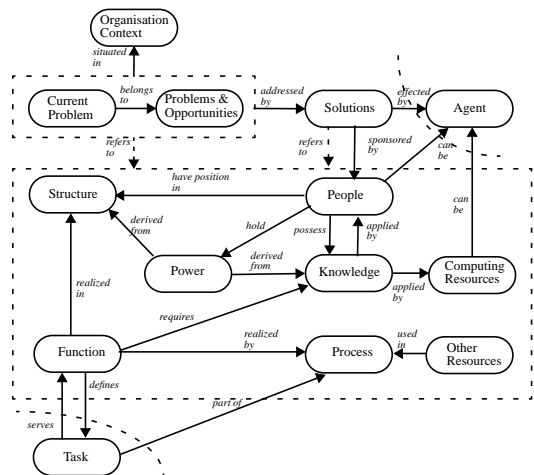 Organisation
Context
situated
in
Current
Problem
belongs
to
Problems &
Opportunities
addressed
by
Solutions
effected
by
Agent
refers
to
refers
to
sponsored
by
can
be
Structure
have position
in
People
can
be
derived
from
hold
possess
applied
by
Power
derived
from
Knowledge
applied
by
Computing
Resources
realized
in
requires
Function
realized
by
Process
used
in
Other
Resources
defines
serves
part of
Task